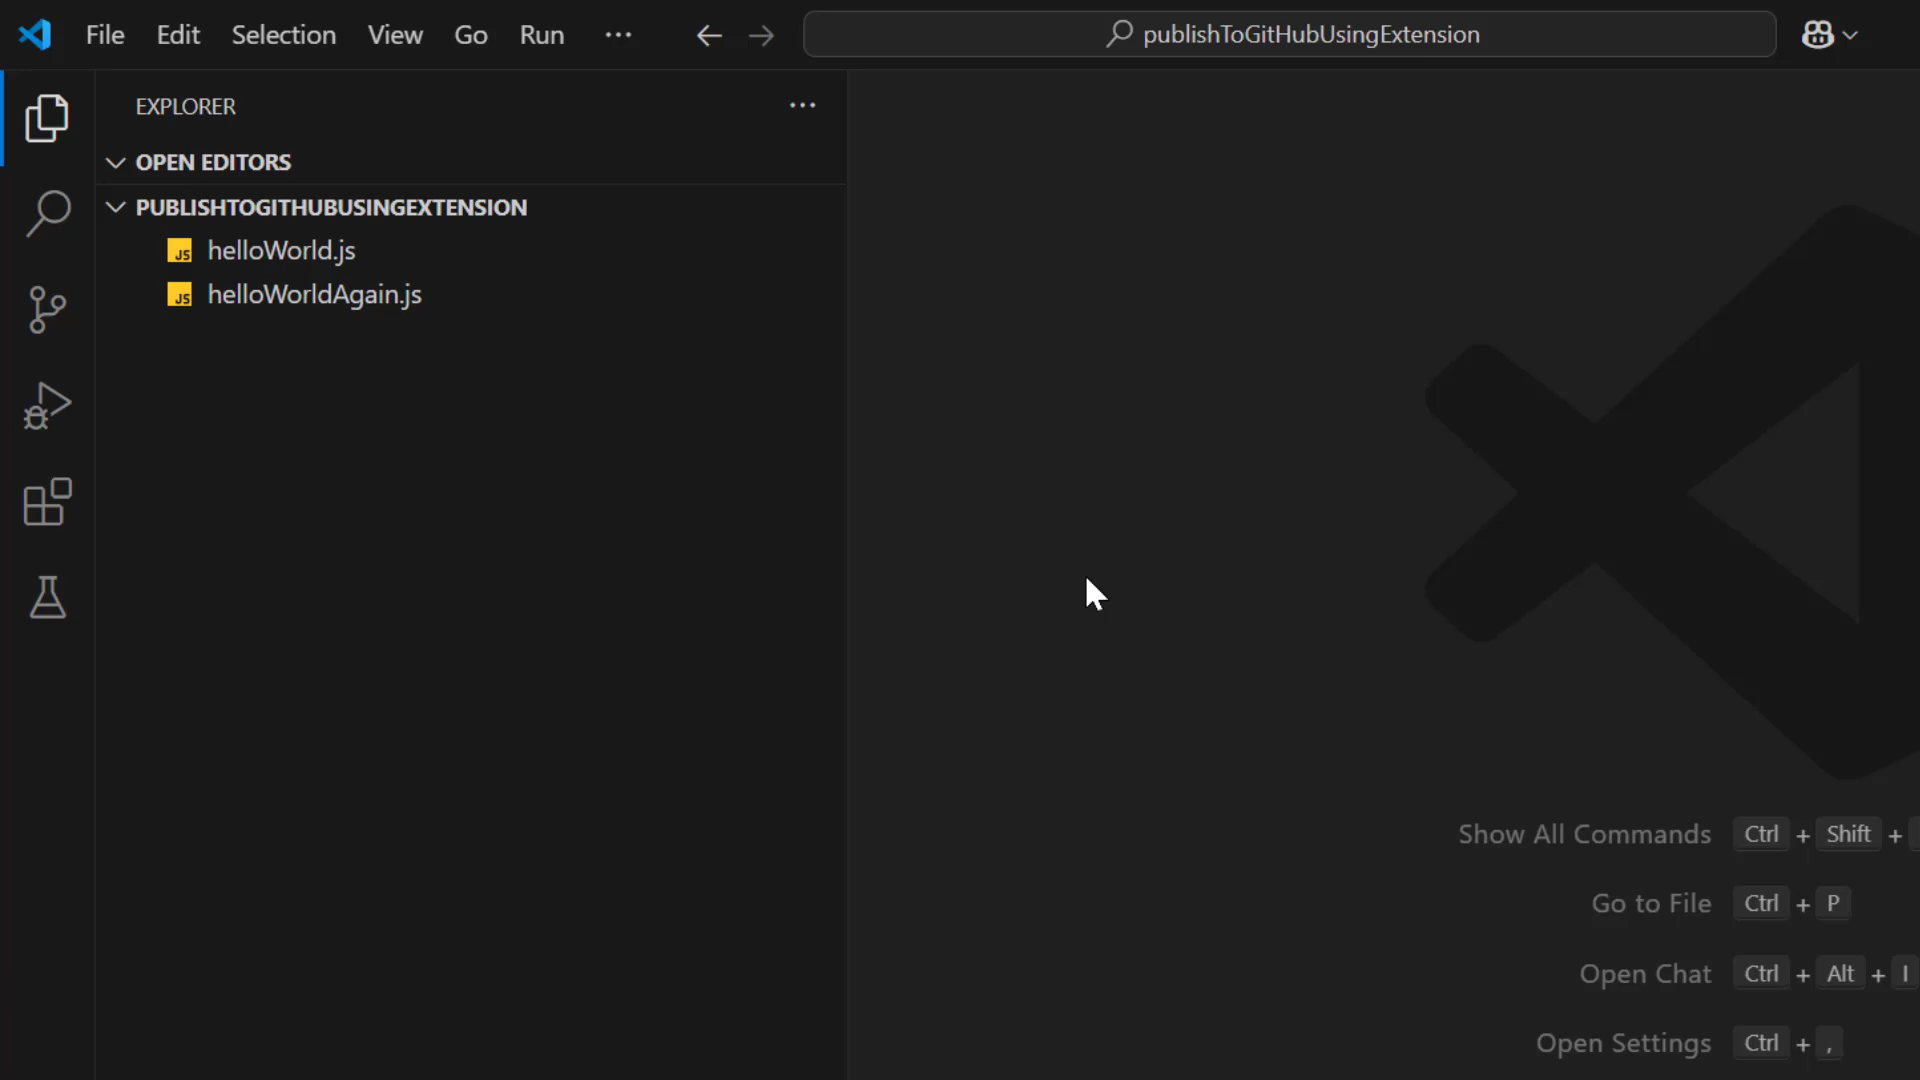 File Edit Selection View Go Run publishToGitHubUsingExtension
EXPLORER
OPEN EDITORS
PUBLISHTOGITHUBUSINGEXTENSION
JS helloWorld.js
JS helloWorldAgain.js
Show All Commands Ctrl + Shift +
Go to File Ctrl + P
Open Chat Ctrl + Alt + I
Open Settings Ctrl + ,